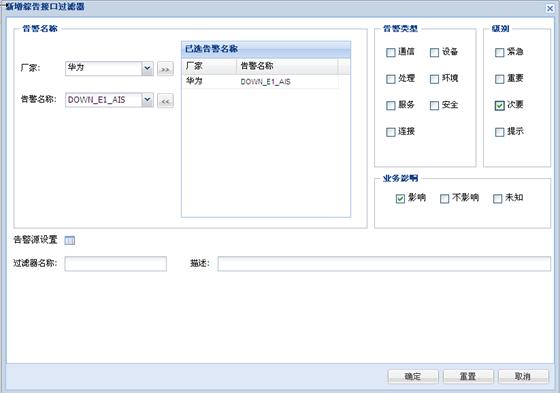 新增综告接口过滤器
告警名称
厂家: 华为 >>
告警名称: DOWN_E1_AIS <<
已选告警名称
厂家 告警名称
华为 DOWN_E1_AIS
告警类型
通信 设备
处理 环境
服务 安全
连接
级别
紧急
重要
次要
提示
业务影响
影响 不影响 未知
告警源设置
过滤器名称: 描述:
确定 重置 取消